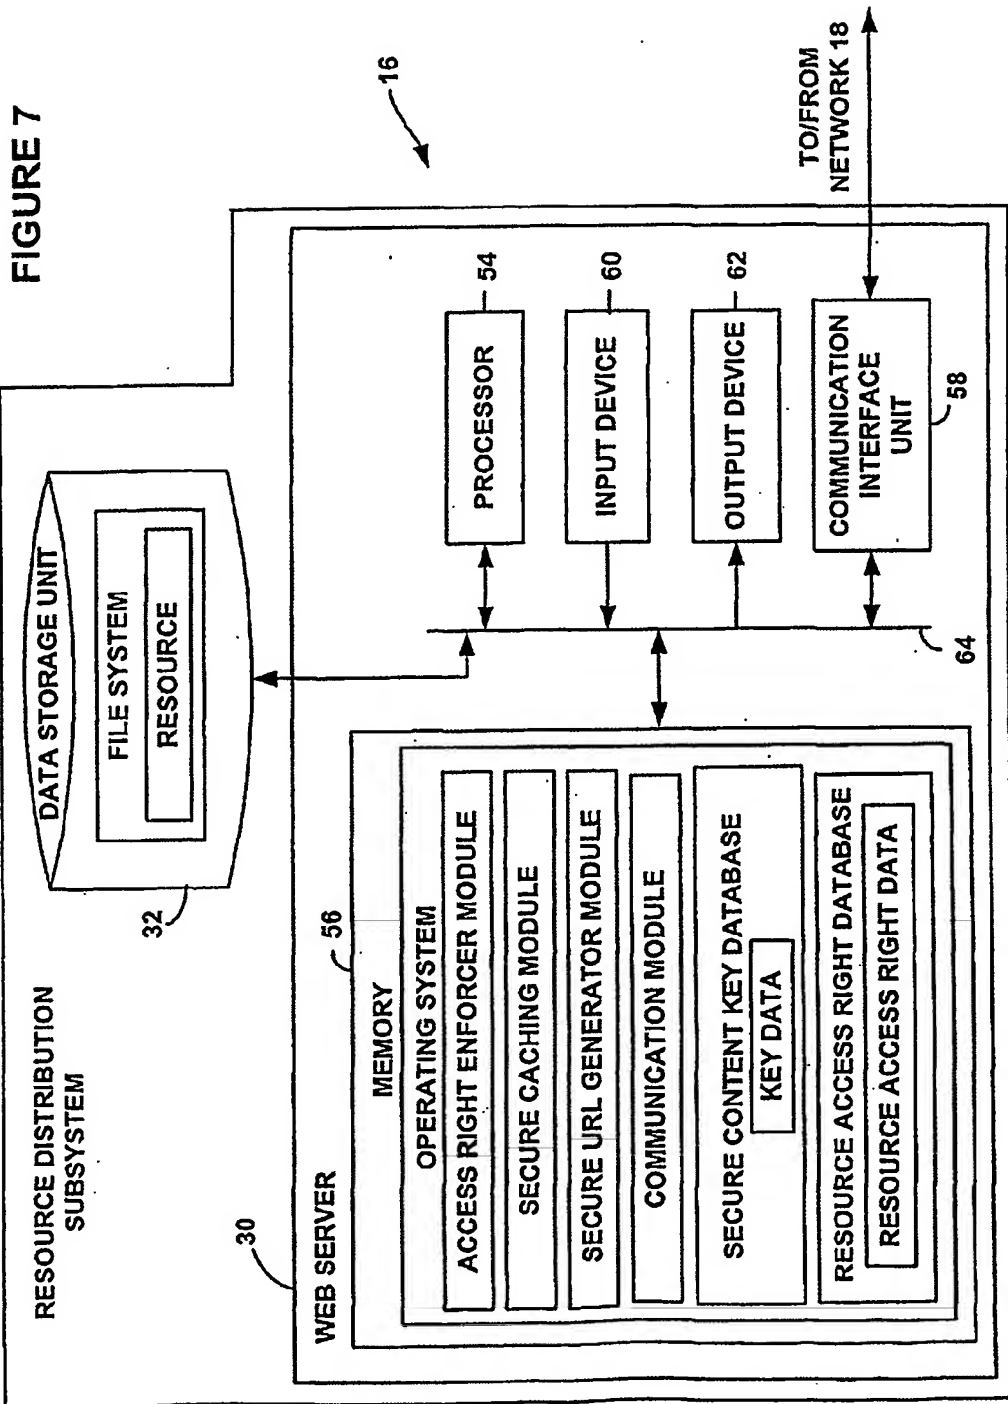 FIGURE 7
RESOURCE DISTRIBUTION
SUBSYSTEM
DATA STORAGE UNIT
FILE SYSTEM
RESOURCE
32
16
30
WEB SERVER
56
MEMORY
OPERATING SYSTEM
ACCESS RIGHT ENFORCER MODULE
SECURE CACHING MODULE
SECURE URL GENERATOR MODULE
COMMUNICATION MODULE
SECURE CONTENT KEY DATABASE
KEY DATA
RESOURCE ACCESS RIGHT DATABASE
RESOURCE ACCESS RIGHT DATA
PROCESSOR
54
INPUT DEVICE
60
OUTPUT DEVICE
62
COMMUNICATION
INTERFACE
UNIT
58
64
TO/FROM
NETWORK 18